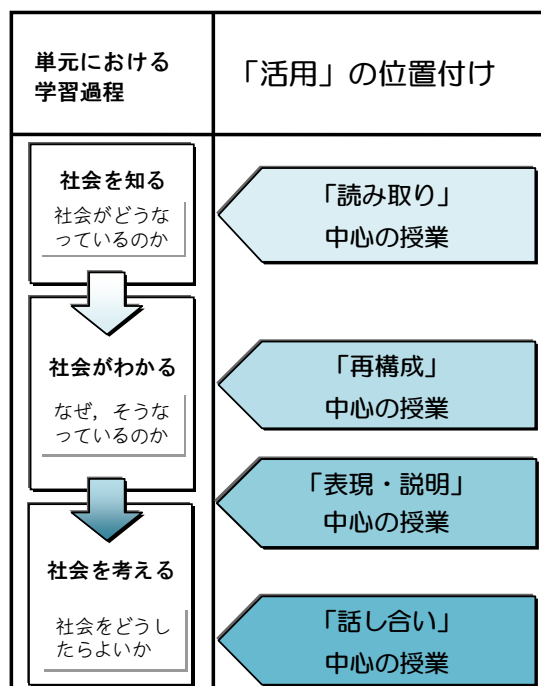 単元における
学習過程
「活用」の位置付け
社会を知る
社会がどうな
っているのか
「読み取り」
中心の授業
社会がわかる
なぜ，そうな
っているのか
「再構成」
中心の授業
「表現・説明」
中心の授業
社会を考える
社会をどうし
たらよいか
「話し合い」
中心の授業